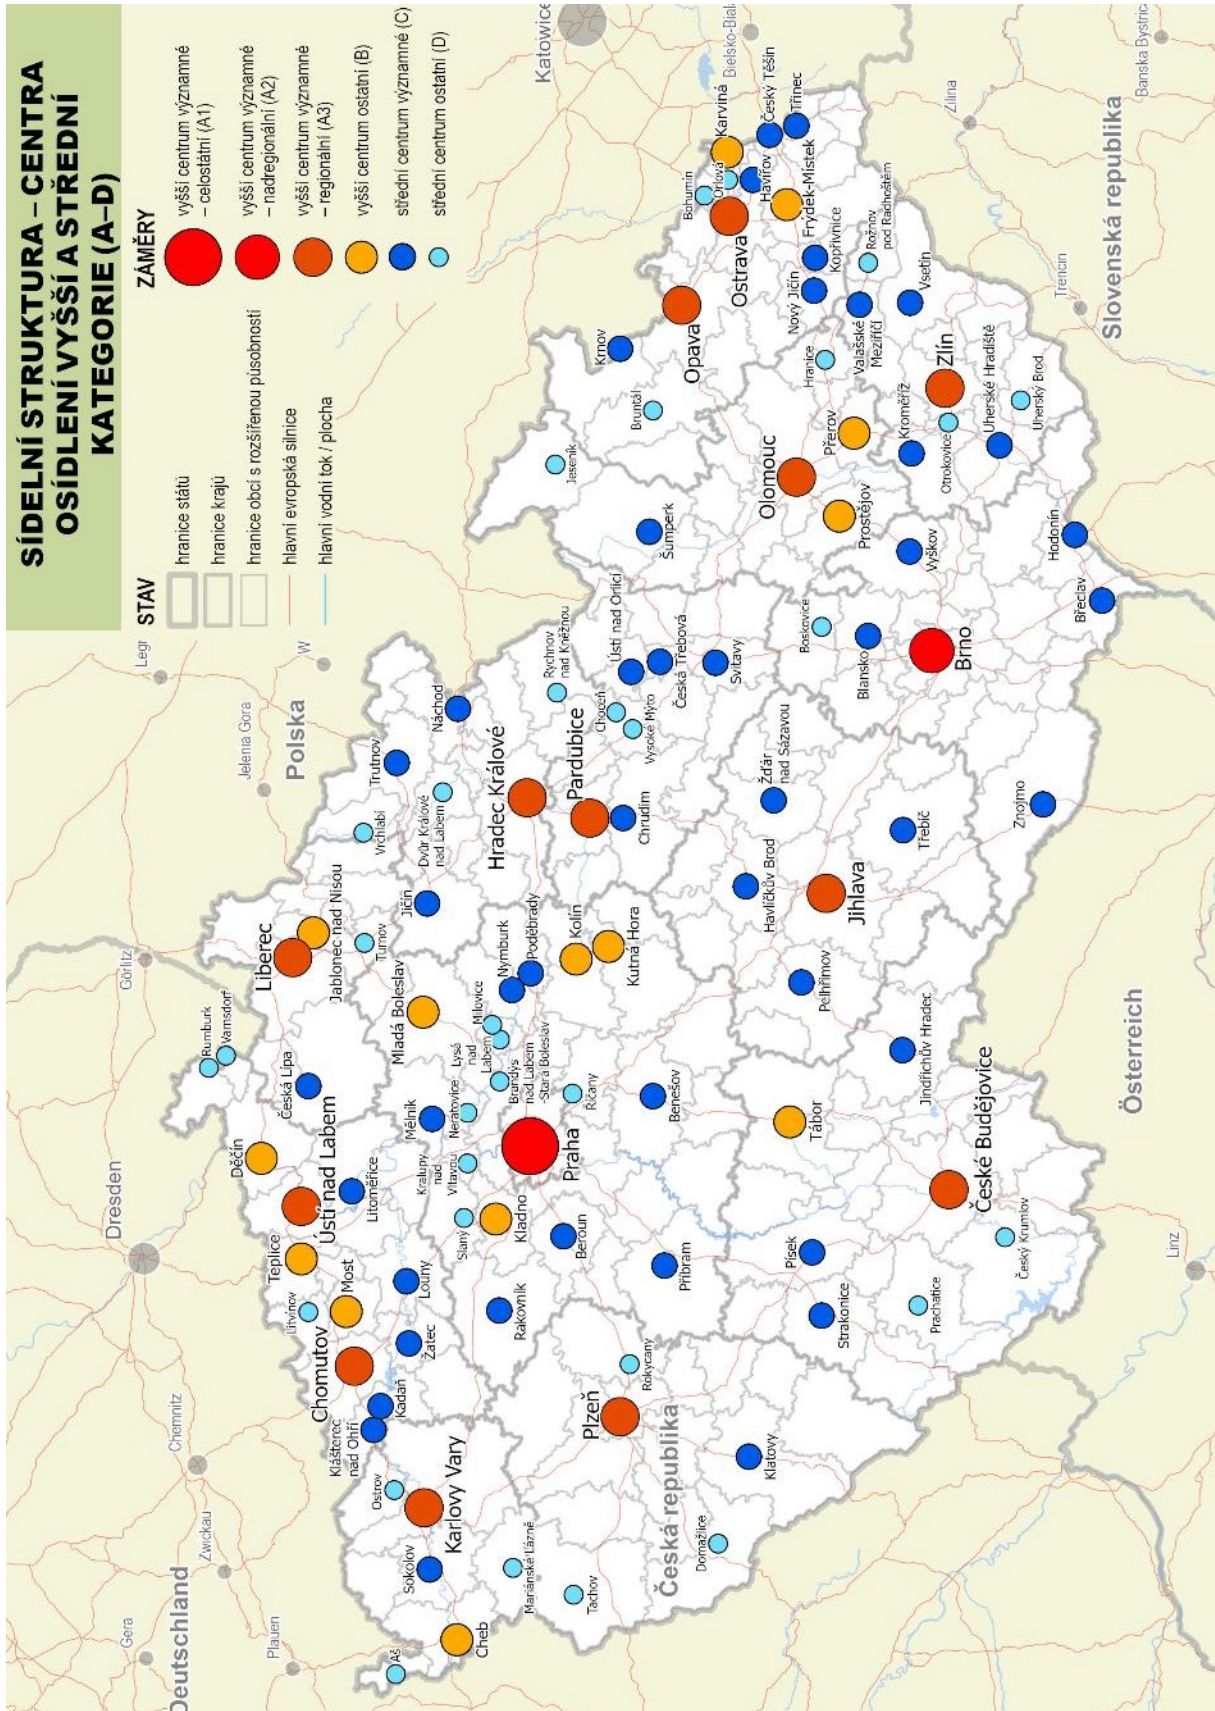 SÍDELNÍ STRUKTURA – CENTRA
OSÍDLENÍ VYŠŠÍ A STŘEDNÍ
KATEGORIE (A–D)
STAV
hranice států
hranice krajů
hranice obcí s rozšířenou působností
hlavní evropská silnice
hlavní vodní tok / plocha
ZÁMĚRY
vyšší centrum významné
– celostátní (A1)
vyšší centrum významné
– nadregionální (A2)
vyšší centrum významné
– regionální (A3)
vyšší centrum ostatní (B)
střední centrum významné (C)
střední centrum ostatní (D)
Deutschland
Gera
Plauen
Zwickau
Chemnitz
Dresden
Görlitz
Jelenia Gora
Legr
W
Polska
Katowice
Bielsko-Bial
Banska Bystric
Zilina
Trencin
Slovenská republika
Österreich
Linz
Česká republika
Aš
Cheb
Sokolov
Karlovy Vary
Ostrov
Mariánské Lázně
Tachov
Domažlice
Klatovy
Plzeň
Rokycany
Klášterec
nad Ohří
Kadaň
Chomutov
Žatec
Louny
Litvínov
Most
Teplice
Ústí nad Labem
Děčín
Litoměřice
Rumburk
Varnsdorf
Česká Lípa
Liberec
Jablonec nad Nisou
Turnov
Mladá Boleslav
Mělník
Neratovice
Kralupy
nad
Vltavou
Slaný
Kladno
Rakovník
Beroun
Příbram
Praha
Říčany
Benešov
Brandýs
nad Labem
-Stará Boleslav
Lysá
nad
Labem
Milovice
Nymburk
Poděbrady
Kolín
Kutná Hora
Jičín
Vrchlabí
Trutnov
Dvůr Králové
nad Labem
Náchod
Hradec Králové
Rychnov
nad Kněžnou
Pardubice
Chrudim
Choceň
Vysoké Mýto
Ústí nad Orlicí
Česká Třebová
Svitavy
Strakonice
Písek
Prachatice
Český Krumlov
České Budějovice
Tábor
Jindřichův Hradec
Pelhřimov
Havlíčkův Brod
Jihlava
Žďár
nad Sázavou
Třebíč
Znojmo
Boskovice
Blansko
Brno
Vyškov
Břeclav
Hodonín
Jeseník
Šumperk
Bruntál
Krnov
Opava
Olomouc
Prostějov
Přerov
Hranice
Kroměříž
Otrokovice
Zlín
Uherské Hradiště
Uherský Brod
Vsetín
Valašské
Meziříčí
Rožnov
pod Radhoštěm
Nový Jičín
Kopřivnice
Frýdek-Místek
Ostrava
Bohumín
Orlová
Havířov
Karviná
Český Těšín
Třinec